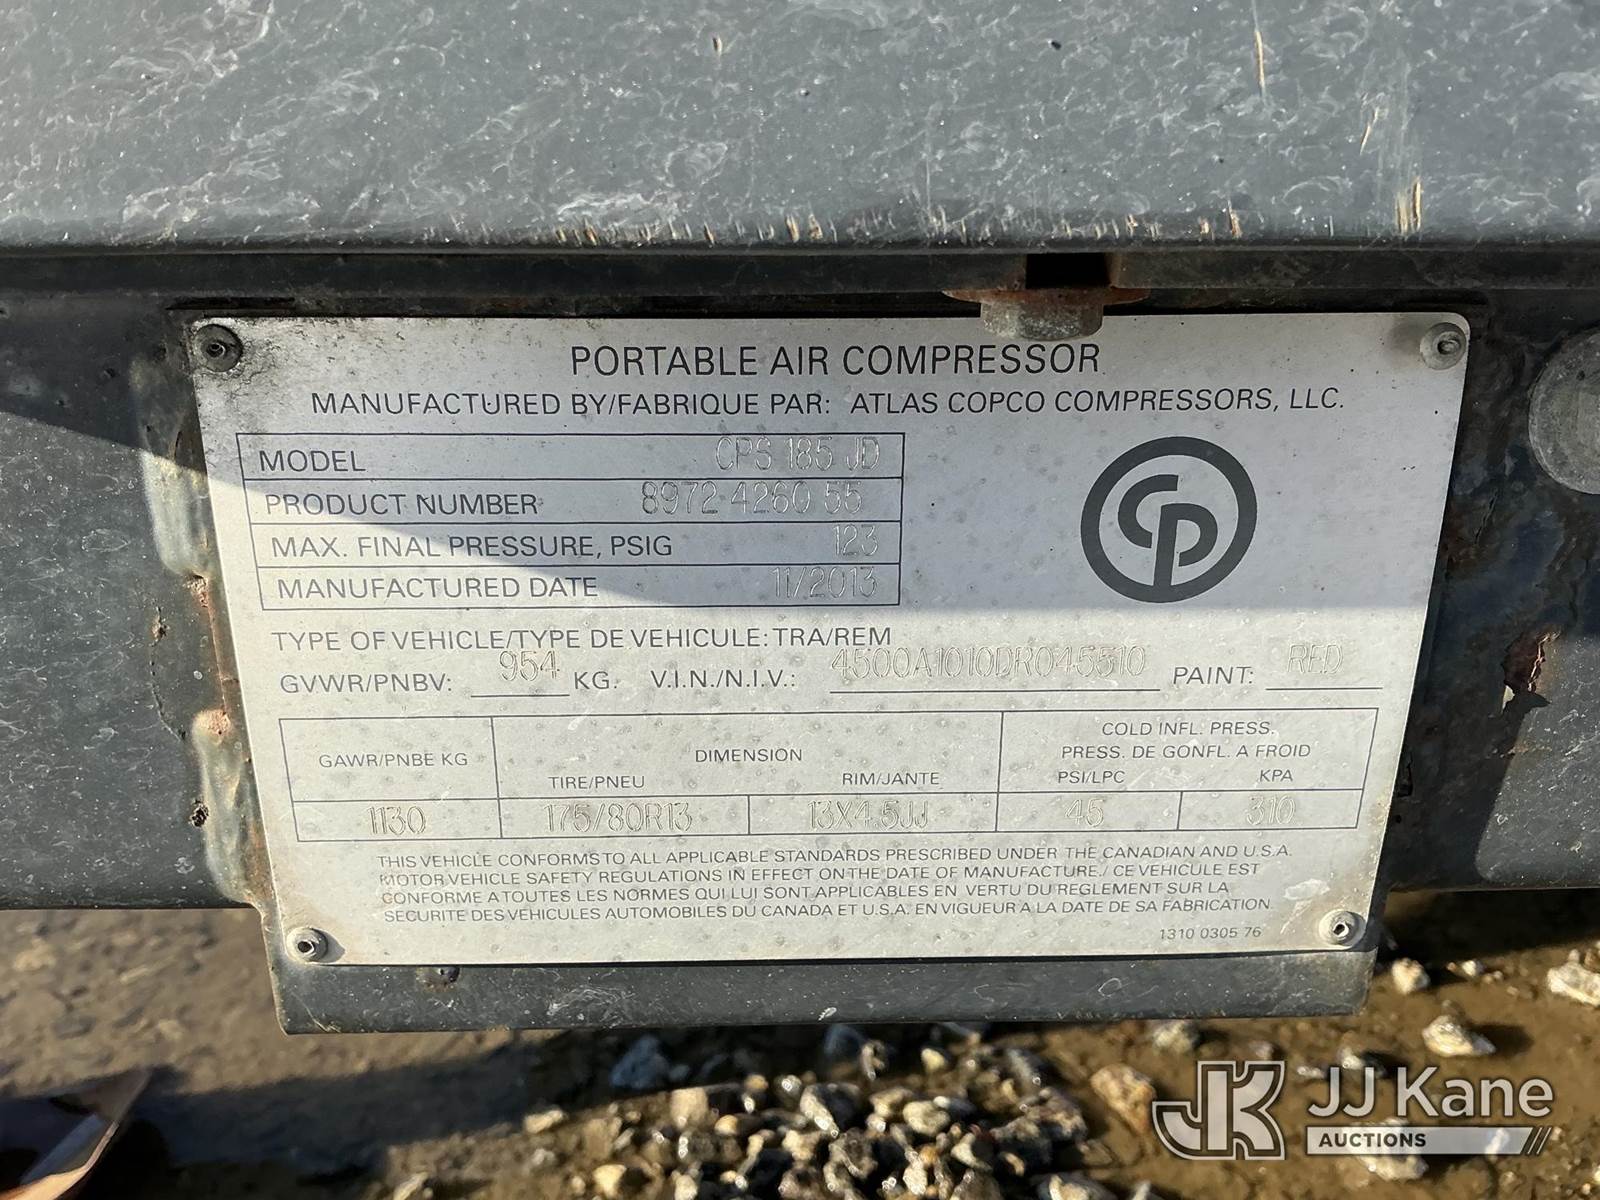 PORTABLE AIR COMPRESSOR
MANUFACTURED BY/FABRIQUE PAR: ATLAS COPCO COMPRESSORS, LLC.
MODEL CPS 185 JD
PRODUCT NUMBER 8972 4260 55
MAX. FINAL PRESSURE, PSIG 123
MANUFACTURED DATE 11/2013
CP
TYPE OF VEHICLE/TYPE DE VEHICULE: TRA/REM
GVWR/PNBV: 954 KG. V.I.N./N.I.V.: 4500A1010DR045510 PAINT: RED
GAWR/PNBE KG
DIMENSION
TIRE/PNEU RIM/JANTE
COLD INFL. PRESS.
PRESS. DE GONFL. A FROID
PSI/LPC KPA
1130 175/80R13 13X4.5JJ 45 310
THIS VEHICLE CONFORMS TO ALL APPLICABLE STANDARDS PRESCRIBED UNDER THE CANADIAN AND U.S.A.
MOTOR VEHICLE SAFETY REGULATIONS IN EFFECT ON THE DATE OF MANUFACTURE./ CE VEHICULE EST
CONFORME A TOUTES LES NORMES QUI LUI SONT APPLICABLES EN VERTU DU REGLEMENT SUR LA
SECURITE DES VEHICULES AUTOMOBILES DU CANADA ET U.S.A. EN VIGUEUR A LA DATE DE SA FABRICATION.
1310 0305 76
JK JJ Kane
AUCTIONS